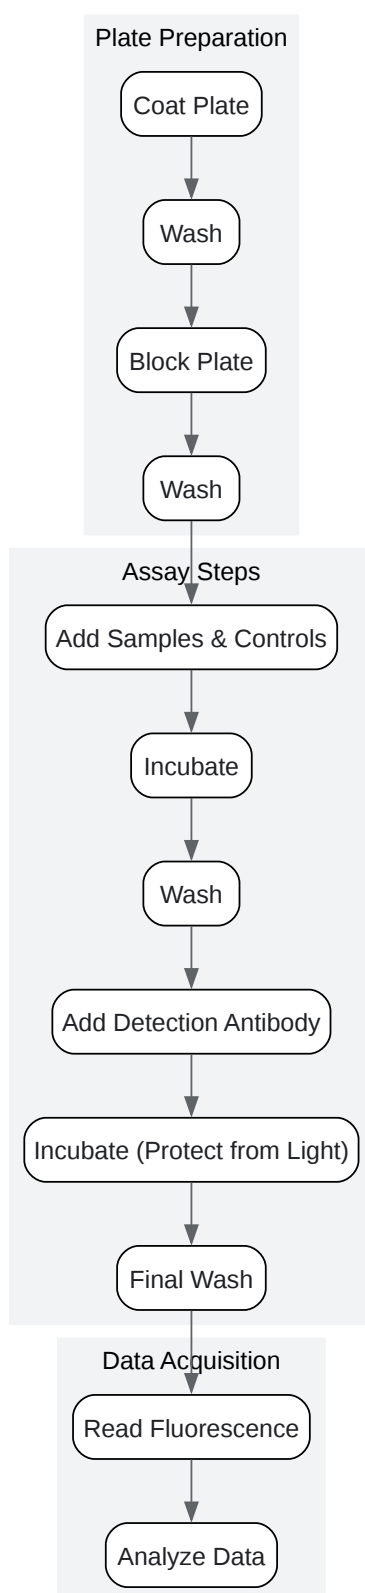 Plate Preparation
Coat Plate
Wash
Block Plate
Wash
Assay Steps
Add Samples & Controls
Incubate
Wash
Add Detection Antibody
Incubate (Protect from Light)
Final Wash
Data Acquisition
Read Fluorescence
Analyze Data